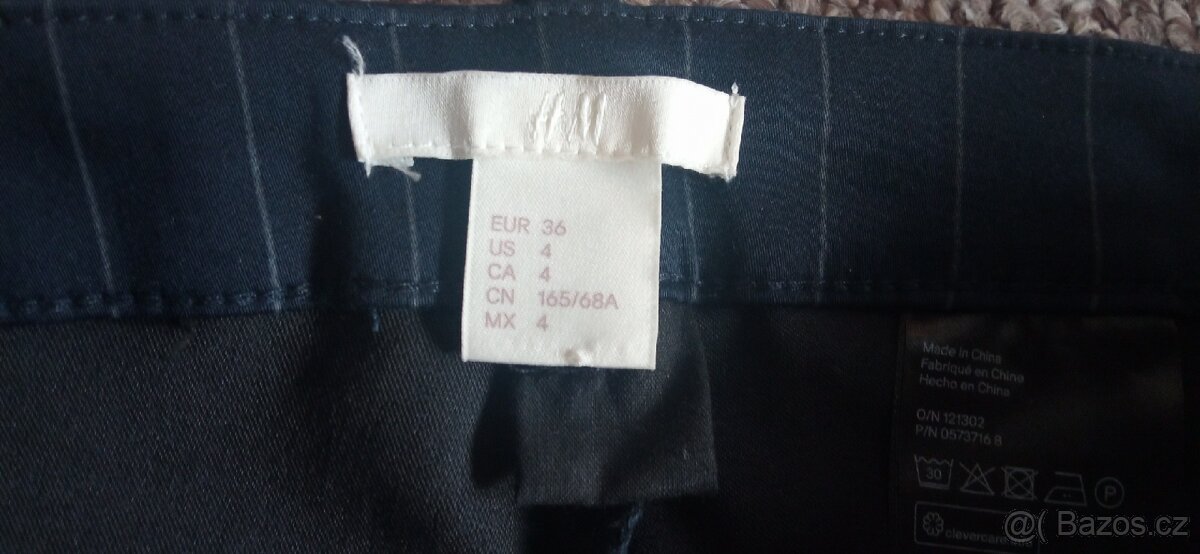 H&M
EUR 36
US 4
CA 4
CN 165/68A
MX 4
Made in China
Fabriqué en Chine
Hecho en China
O/N 121302
P/N 0573716 8
30
P
clevercare
@( Bazos.cz